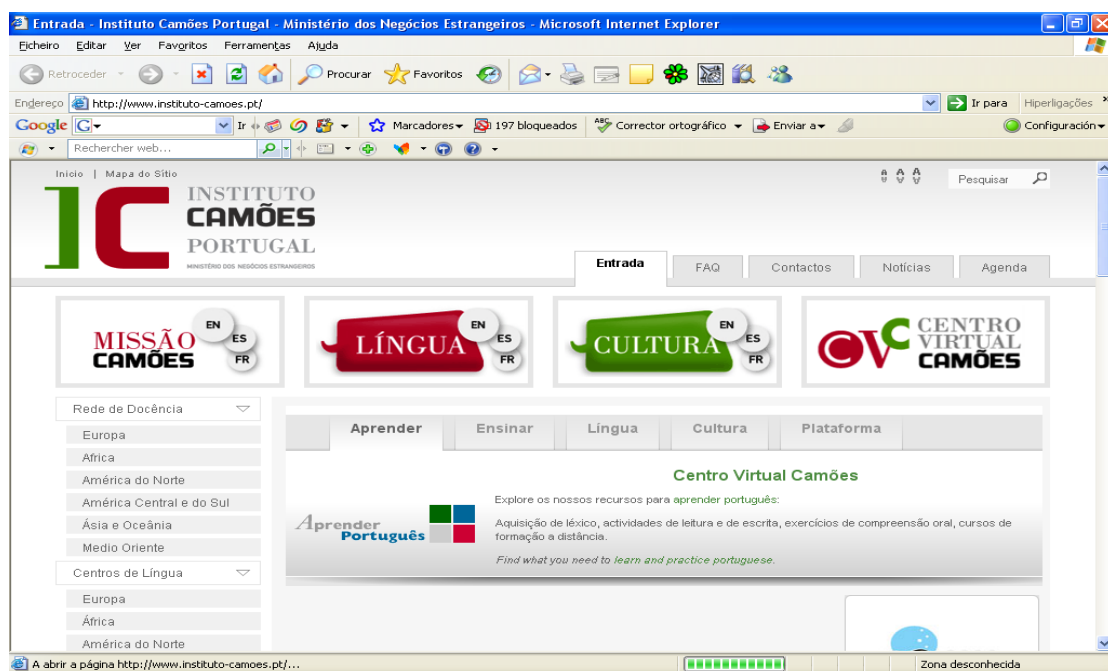 Entrada - Instituto Camões Portugal - Ministério dos Negócios Estrangeiros - Microsoft Internet Explorer
Ficheiro Editar Ver Favoritos Ferramentas Ajuda
Retroceder Procurar Favoritos
Endereço http://www.instituto-camoes.pt/ Ir para Hiperligações »
Google G Ir Marcadores 197 bloqueados ABC Corrector ortográfico Enviar a Configuración
Rechercher web...
Inicio | Mapa do Sítio
A A A Pesquisar
INSTITUTO
CAMÕES
PORTUGAL
MINISTÉRIO DOS NEGÓCIOS ESTRANGEIROS
Entrada FAQ Contactos Notícias Agenda
MISSÃO
CAMÕES
EN
ES
FR
LÍNGUA
EN
ES
FR
CULTURA
EN
ES
FR
CVC CENTRO
VIRTUAL
CAMÕES
Rede de Docência
Europa
Africa
América do Norte
América Central e do Sul
Ásia e Oceânia
Medio Oriente
Centros de Língua
Europa
África
América do Norte
Aprender Ensinar Língua Cultura Plataforma
Centro Virtual Camões
Aprender
Português
Explore os nossos recursos para aprender português:
Aquisição de léxico, actividades de leitura e de escrita, exercícios de compreensão oral, cursos de
formação a distância.
Find what you need to learn and practice portuguese.
A abrir a página http://www.instituto-camoes.pt/... Zona desconhecida